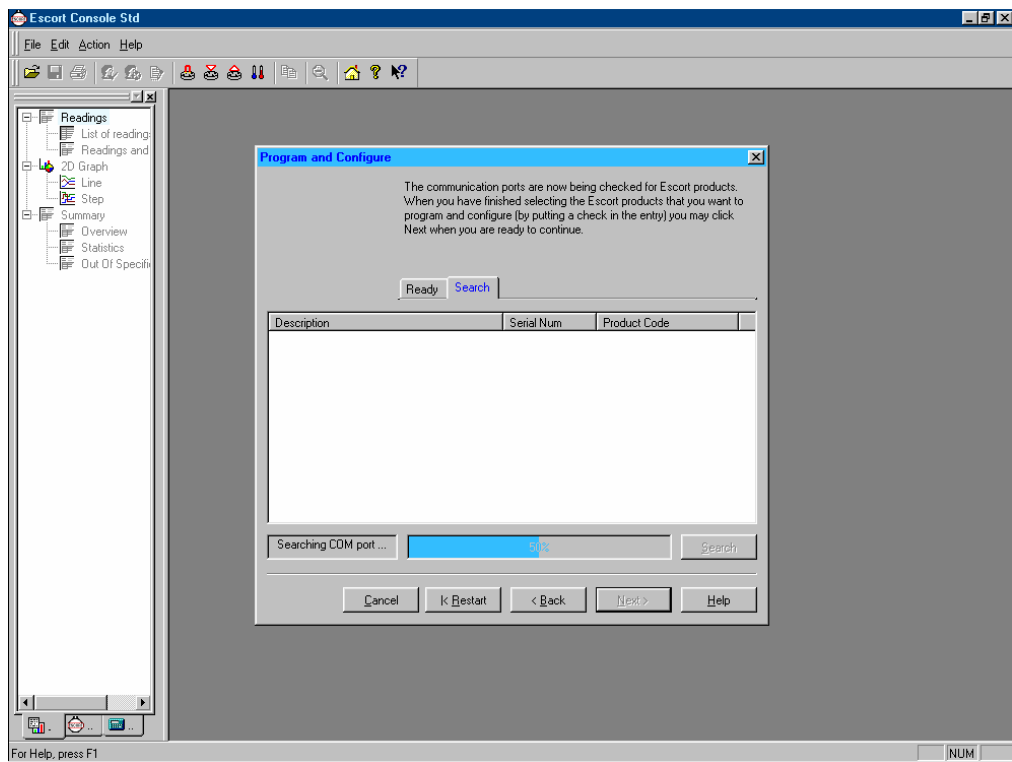 Escort Console Std
File Edit Action Help
Readings
List of reading
Readings and
2D Graph
Line
Step
Summary
Overview
Statistics
Out Of Specifi
Program and Configure
The communication ports are now being checked for Escort products.
When you have finished selecting the Escort products that you want to
program and configure (by putting a check in the entry) you may click
Next when you are ready to continue.
Ready Search
Description Serial Num Product Code
Searching COM port ... 50% Search
Cancel |< Restart < Back Next > Help
For Help, press F1 NUM